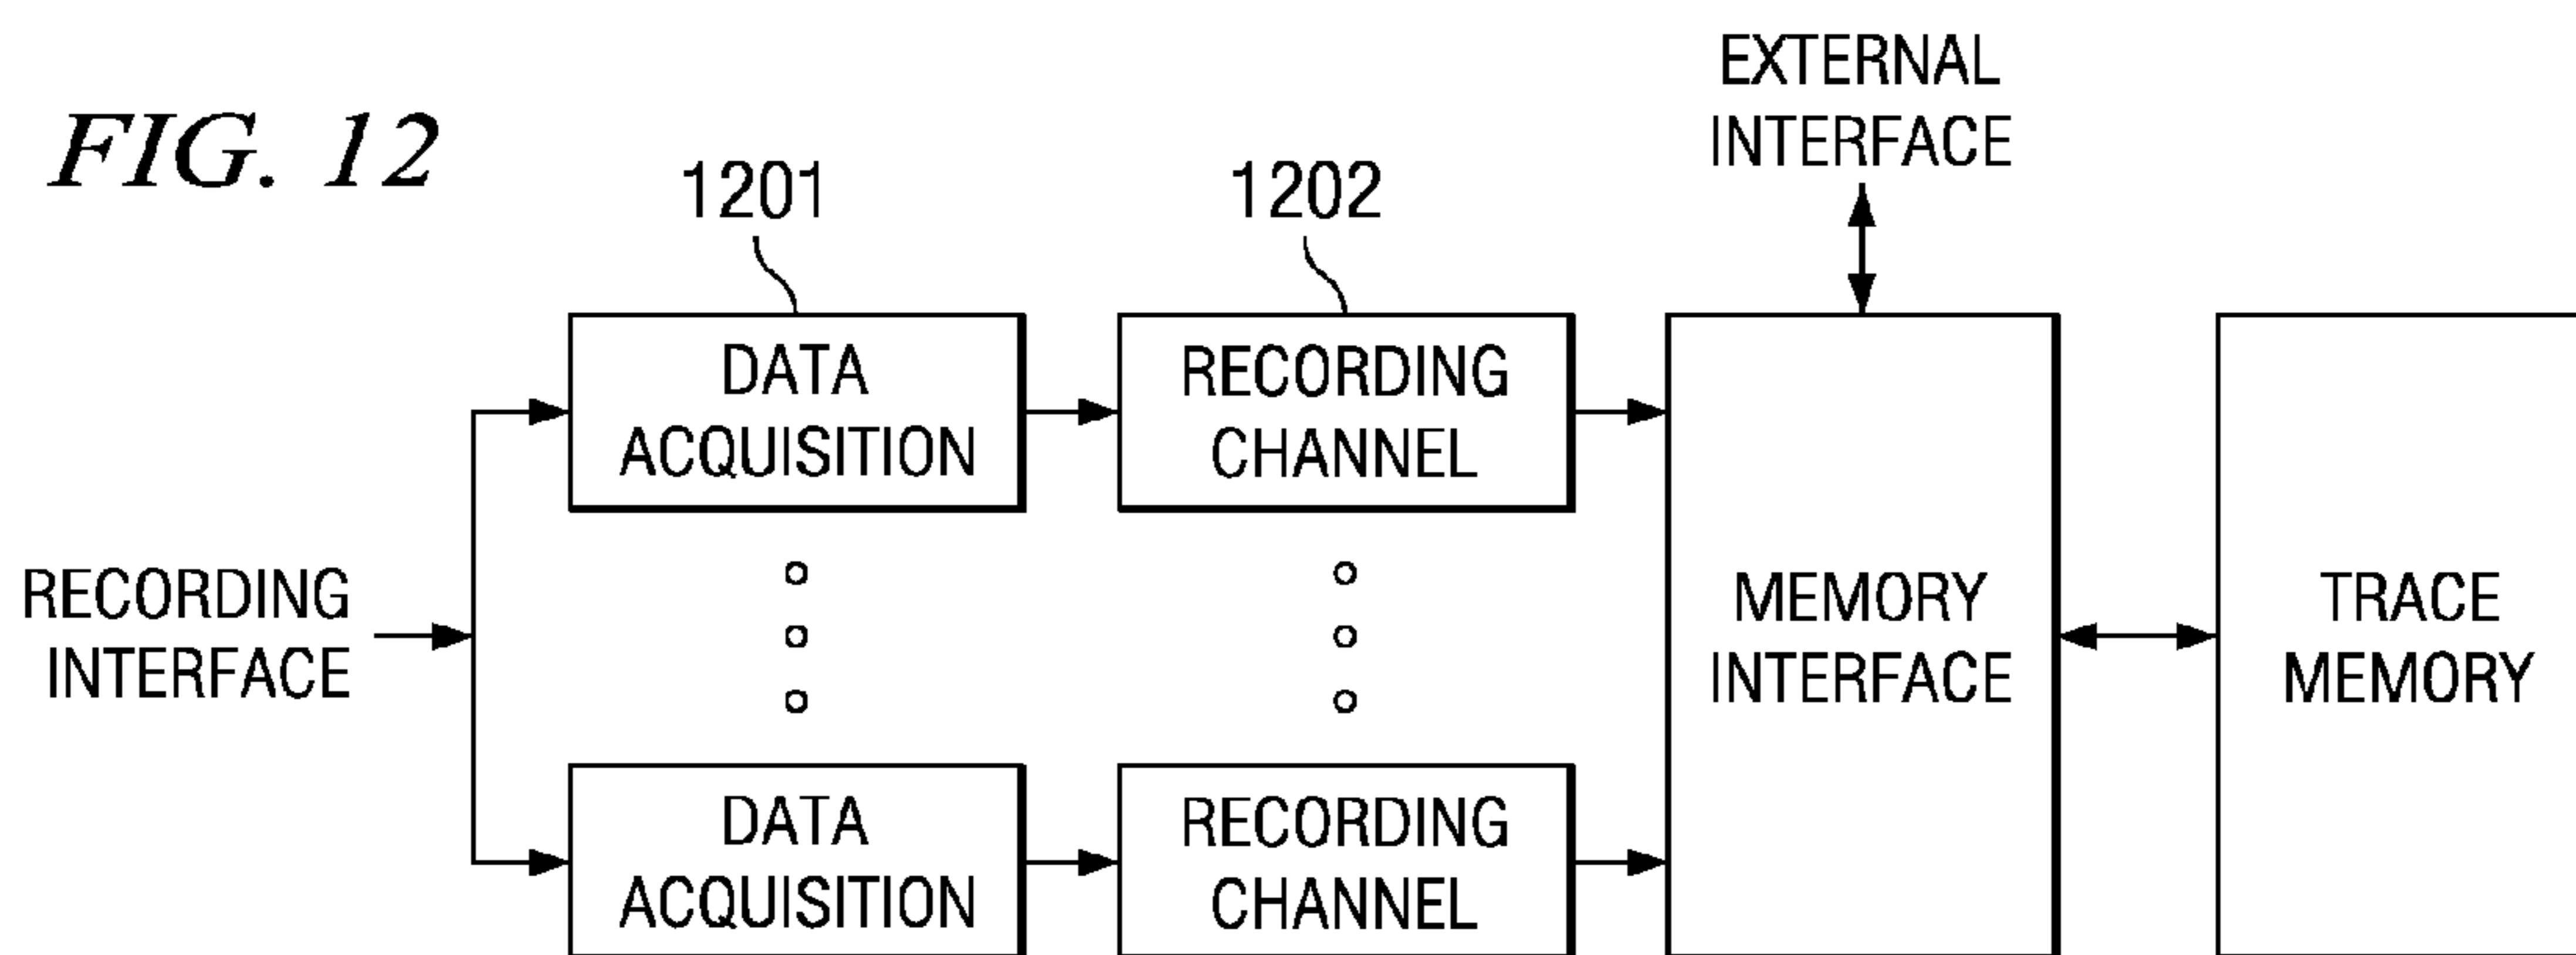 FIG. 12
EXTERNAL
INTERFACE
1201
1202
DATA
ACQUISITION
RECORDING
CHANNEL
RECORDING
INTERFACE
MEMORY
INTERFACE
TRACE
MEMORY
DATA
ACQUISITION
RECORDING
CHANNEL